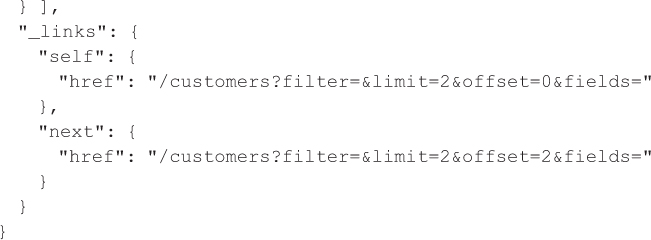 } ],
"_links": {
"self": {
"href": "/customers?filter=&limit=2&offset=0&fields="
},
"next": {
"href": "/customers?filter=&limit=2&offset=2&fields="
}
}
}